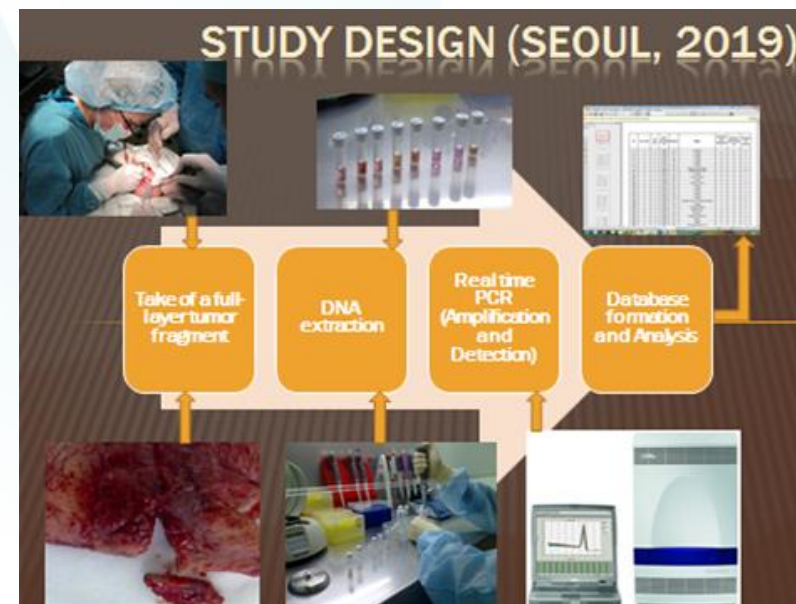 STUDY DESIGN (SEOUL, 2019)
Take of a full-
layer tumor
fragment
DNA
extraction
Real time
PCR
(Amplification
and
Detection)
Database
formation
and Analysis